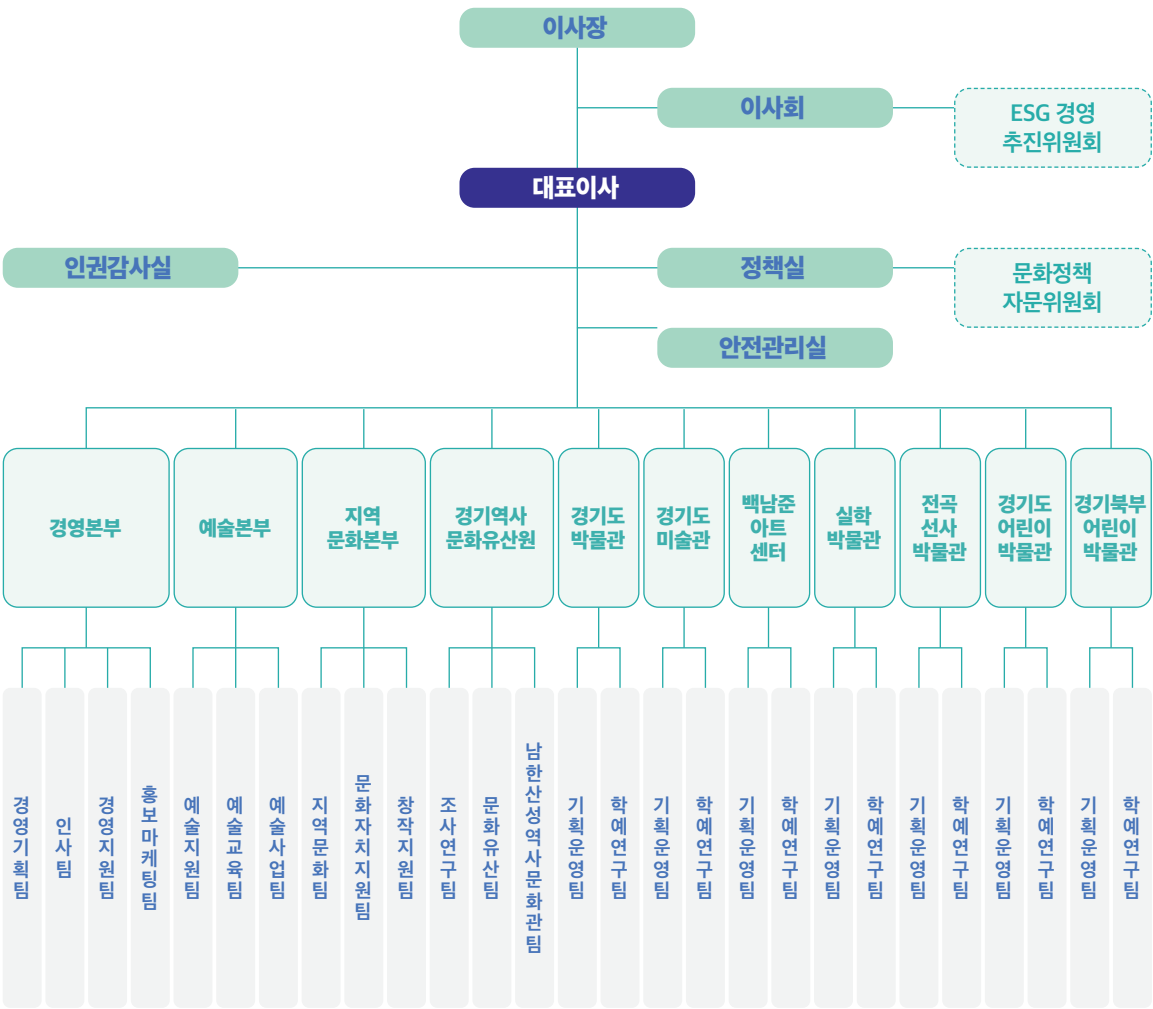 이사장
이사회
ESG 경영
추진위원회
대표이사
인권감사실
정책실
문화정책
자문위원회
안전관리실
경영본부
예술본부
지역
문화본부
경기역사
문화유산원
경기도
박물관
경기도
미술관
백남준
아트
센터
실학
박물관
전곡
선사
박물관
경기도
어린이
박물관
경기북부
어린이
박물관
경영기획팀
인사팀
경영지원팀
홍보마케팅팀
예술지원팀
예술교육팀
예술사업팀
지역문화팀
문화자치지원팀
창작지원팀
조사연구팀
문화유산팀
남한산성역사문화관팀
기획운영팀
학예연구팀
기획운영팀
학예연구팀
기획운영팀
학예연구팀
기획운영팀
학예연구팀
기획운영팀
학예연구팀
기획운영팀
학예연구팀
기획운영팀
학예연구팀